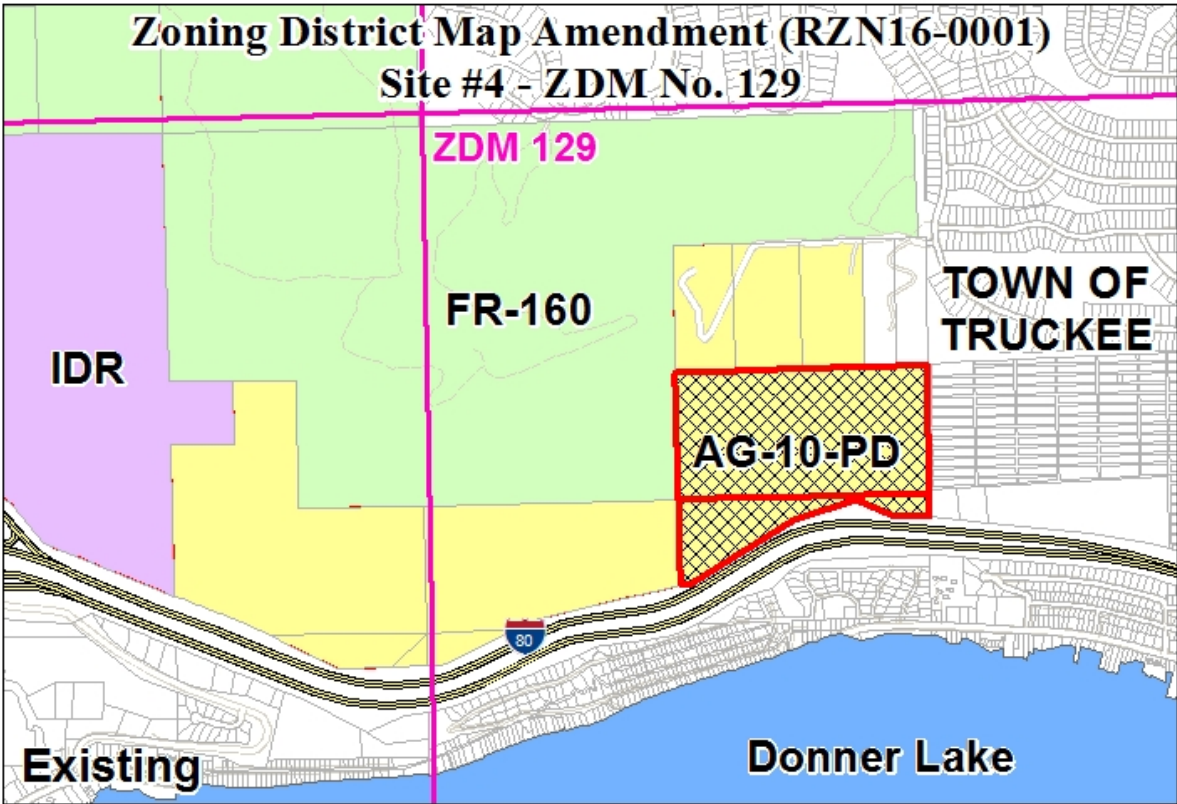 Zoning District Map Amendment (RZN16-0001)
Site #4 - ZDM No. 129
ZDM 129
TOWN OF
TRUCKEE
FR-160
IDR
AG-10-PD
80
Existing
Donner Lake